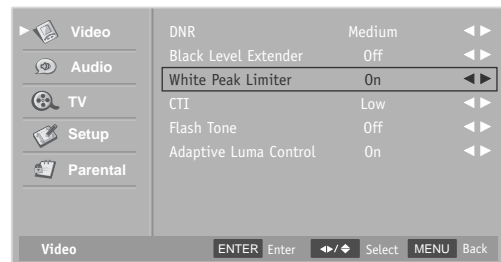 Video
Audio
TV
Setup
Parental
DNR Medium
Black Level Extender Off
White Peak Limiter On
CTI Low
Flash Tone Off
Adaptive Luma Control On
Video ENTER Enter / Select MENU Back